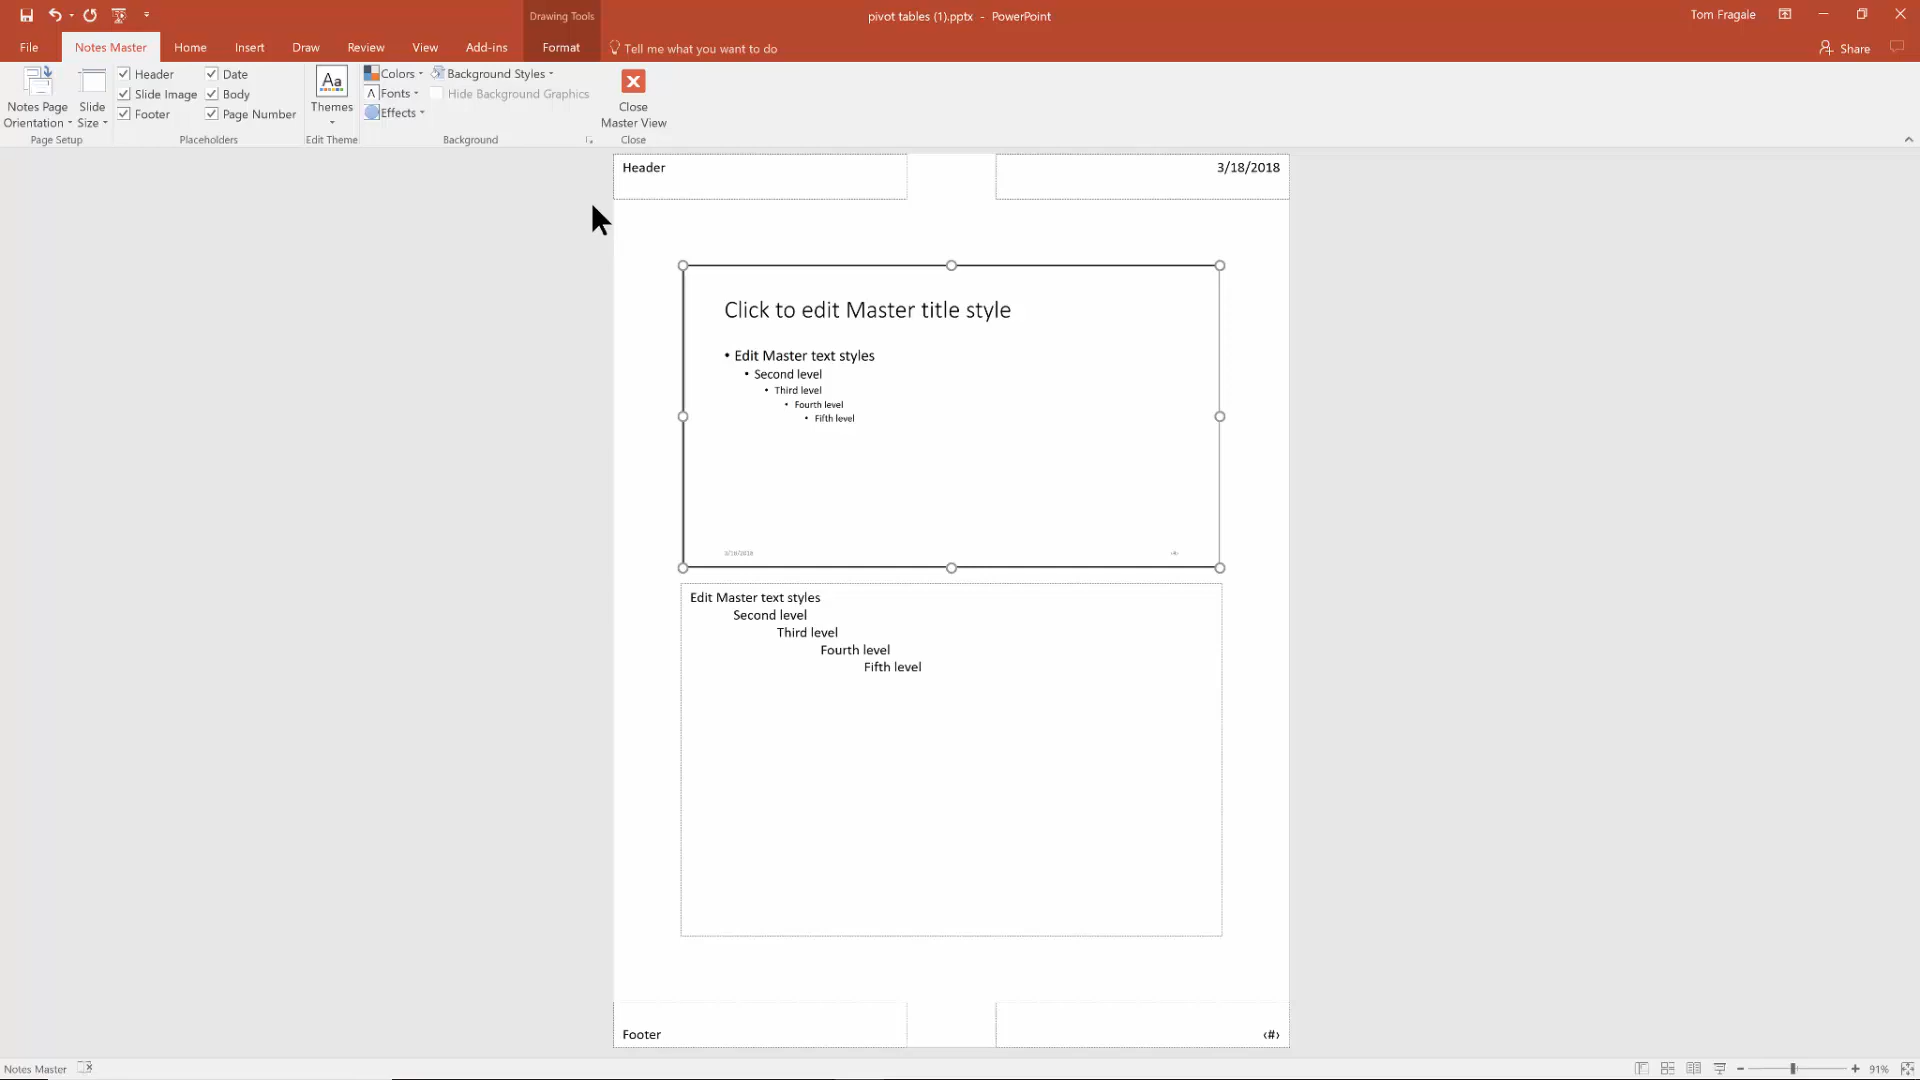 Drawing Tools
pivot tables (1).pptx - PowerPoint
Tom Fragale
File Notes Master Home Insert Draw Review View Add-ins Format Tell me what you want to do
Share
Notes Page Orientation
Slide Size
Page Setup
Header Date
Slide Image Body
Footer Page Number
Placeholders
Aa
Themes
Edit Theme
Colors Background Styles
A Fonts Hide Background Graphics
Effects
Background
Close
Master View
Close
Header
3/18/2018
Click to edit Master title style
• Edit Master text styles
• Second level
• Third level
• Fourth level
• Fifth level
3/18/2018
‹#›
Edit Master text styles
Second level
Third level
Fourth level
Fifth level
Footer
‹#›
Notes Master
91%